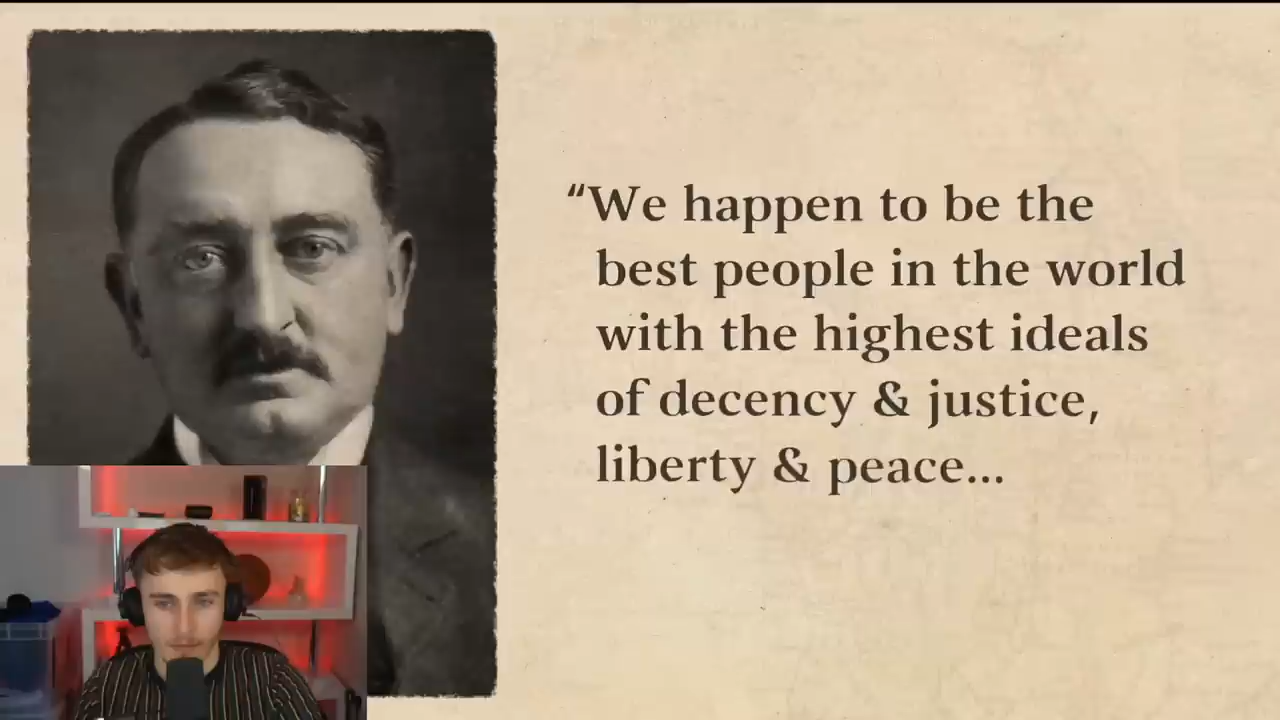 “We happen to be the
best people in the world
with the highest ideals
of decency & justice,
liberty & peace...